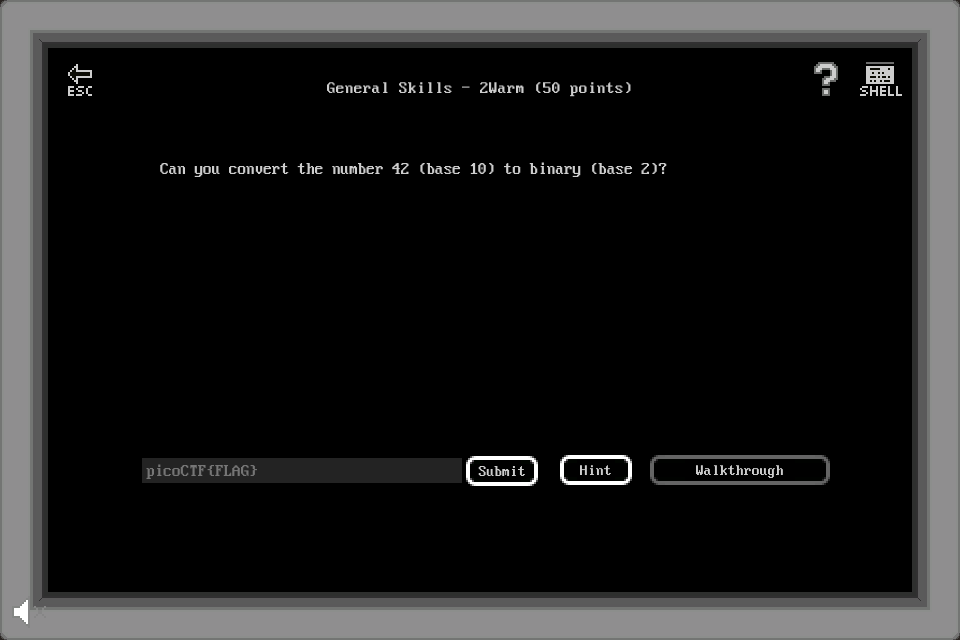 General Skills - 2Warm (50 points)
?
ESC
SHELL
Can you convert the number 42 (base 10) to binary (base 2)?
picoCTF{FLAG}
Submit
Hint
Walkthrough